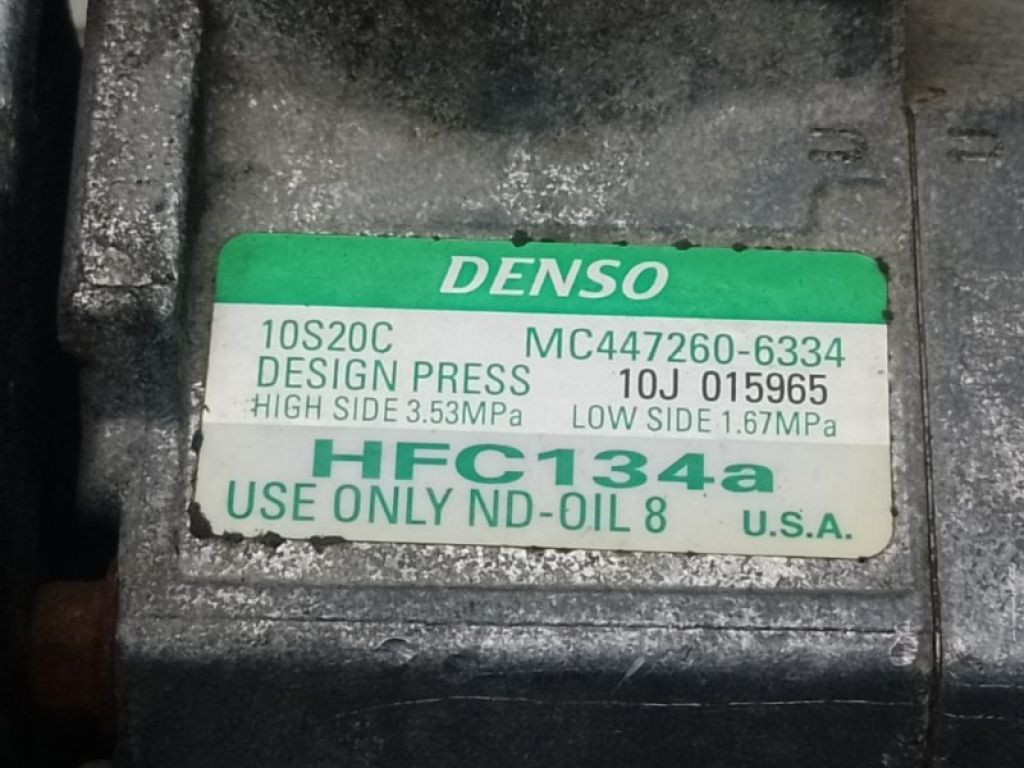 DENSO
10S20C MC447260-6334
DESIGN PRESS 10J 015965
HIGH SIDE 3.53MPa LOW SIDE 1.67MPa
HFC134a
USE ONLY ND-OIL 8 U.S.A.